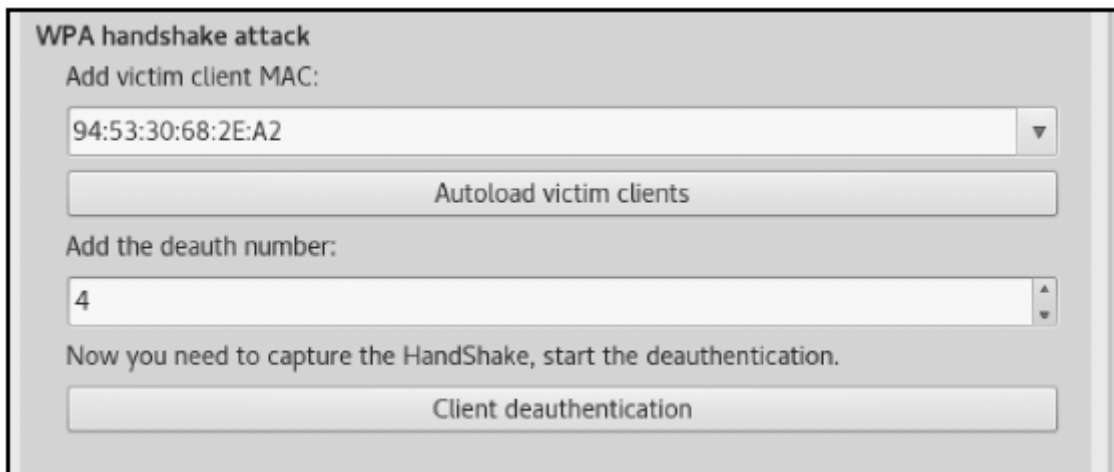 WPA handshake attack
Add victim client MAC:
94:53:30:68:2E:A2
Autoload victim clients
Add the deauth number:
4
Now you need to capture the HandShake, start the deauthentication.
Client deauthentication